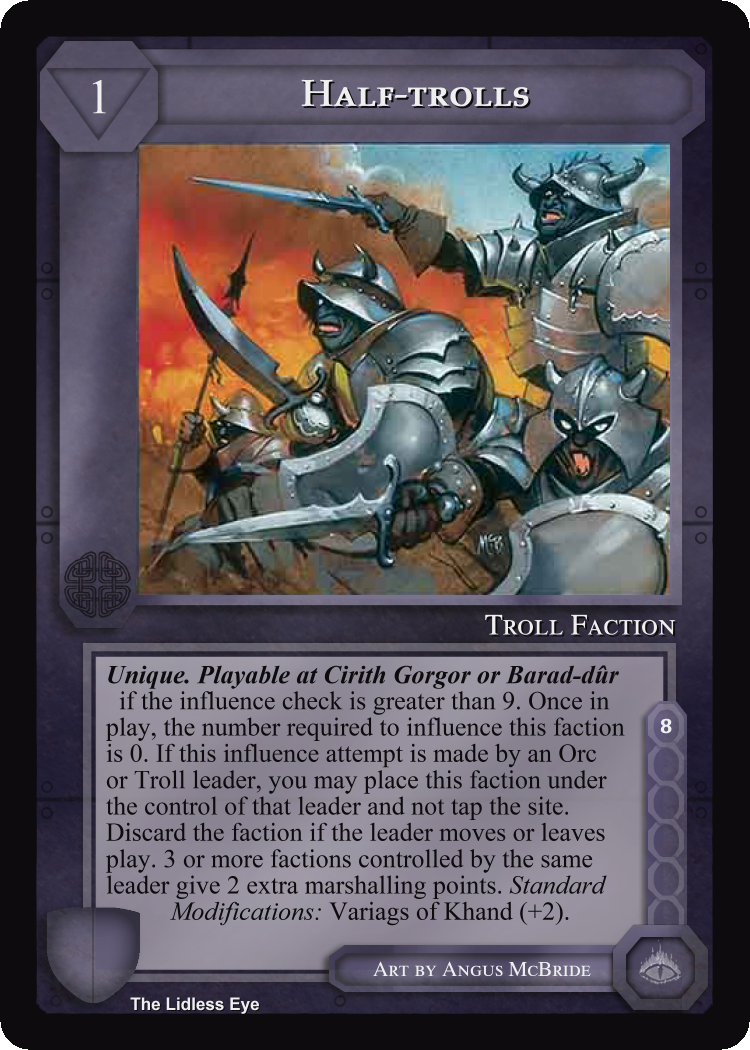 1
Half-trolls
McB
Troll Faction
Unique. Playable at Cirith Gorgor or Barad-dûr
if the influence check is greater than 9. Once in
play, the number required to influence this faction
is 0. If this influence attempt is made by an Orc
or Troll leader, you may place this faction under
the control of that leader and not tap the site.
Discard the faction if the leader moves or leaves
play. 3 or more factions controlled by the same
leader give 2 extra marshalling points. Standard
Modifications: Variags of Khand (+2).
8
Art by Angus McBride
The Lidless Eye